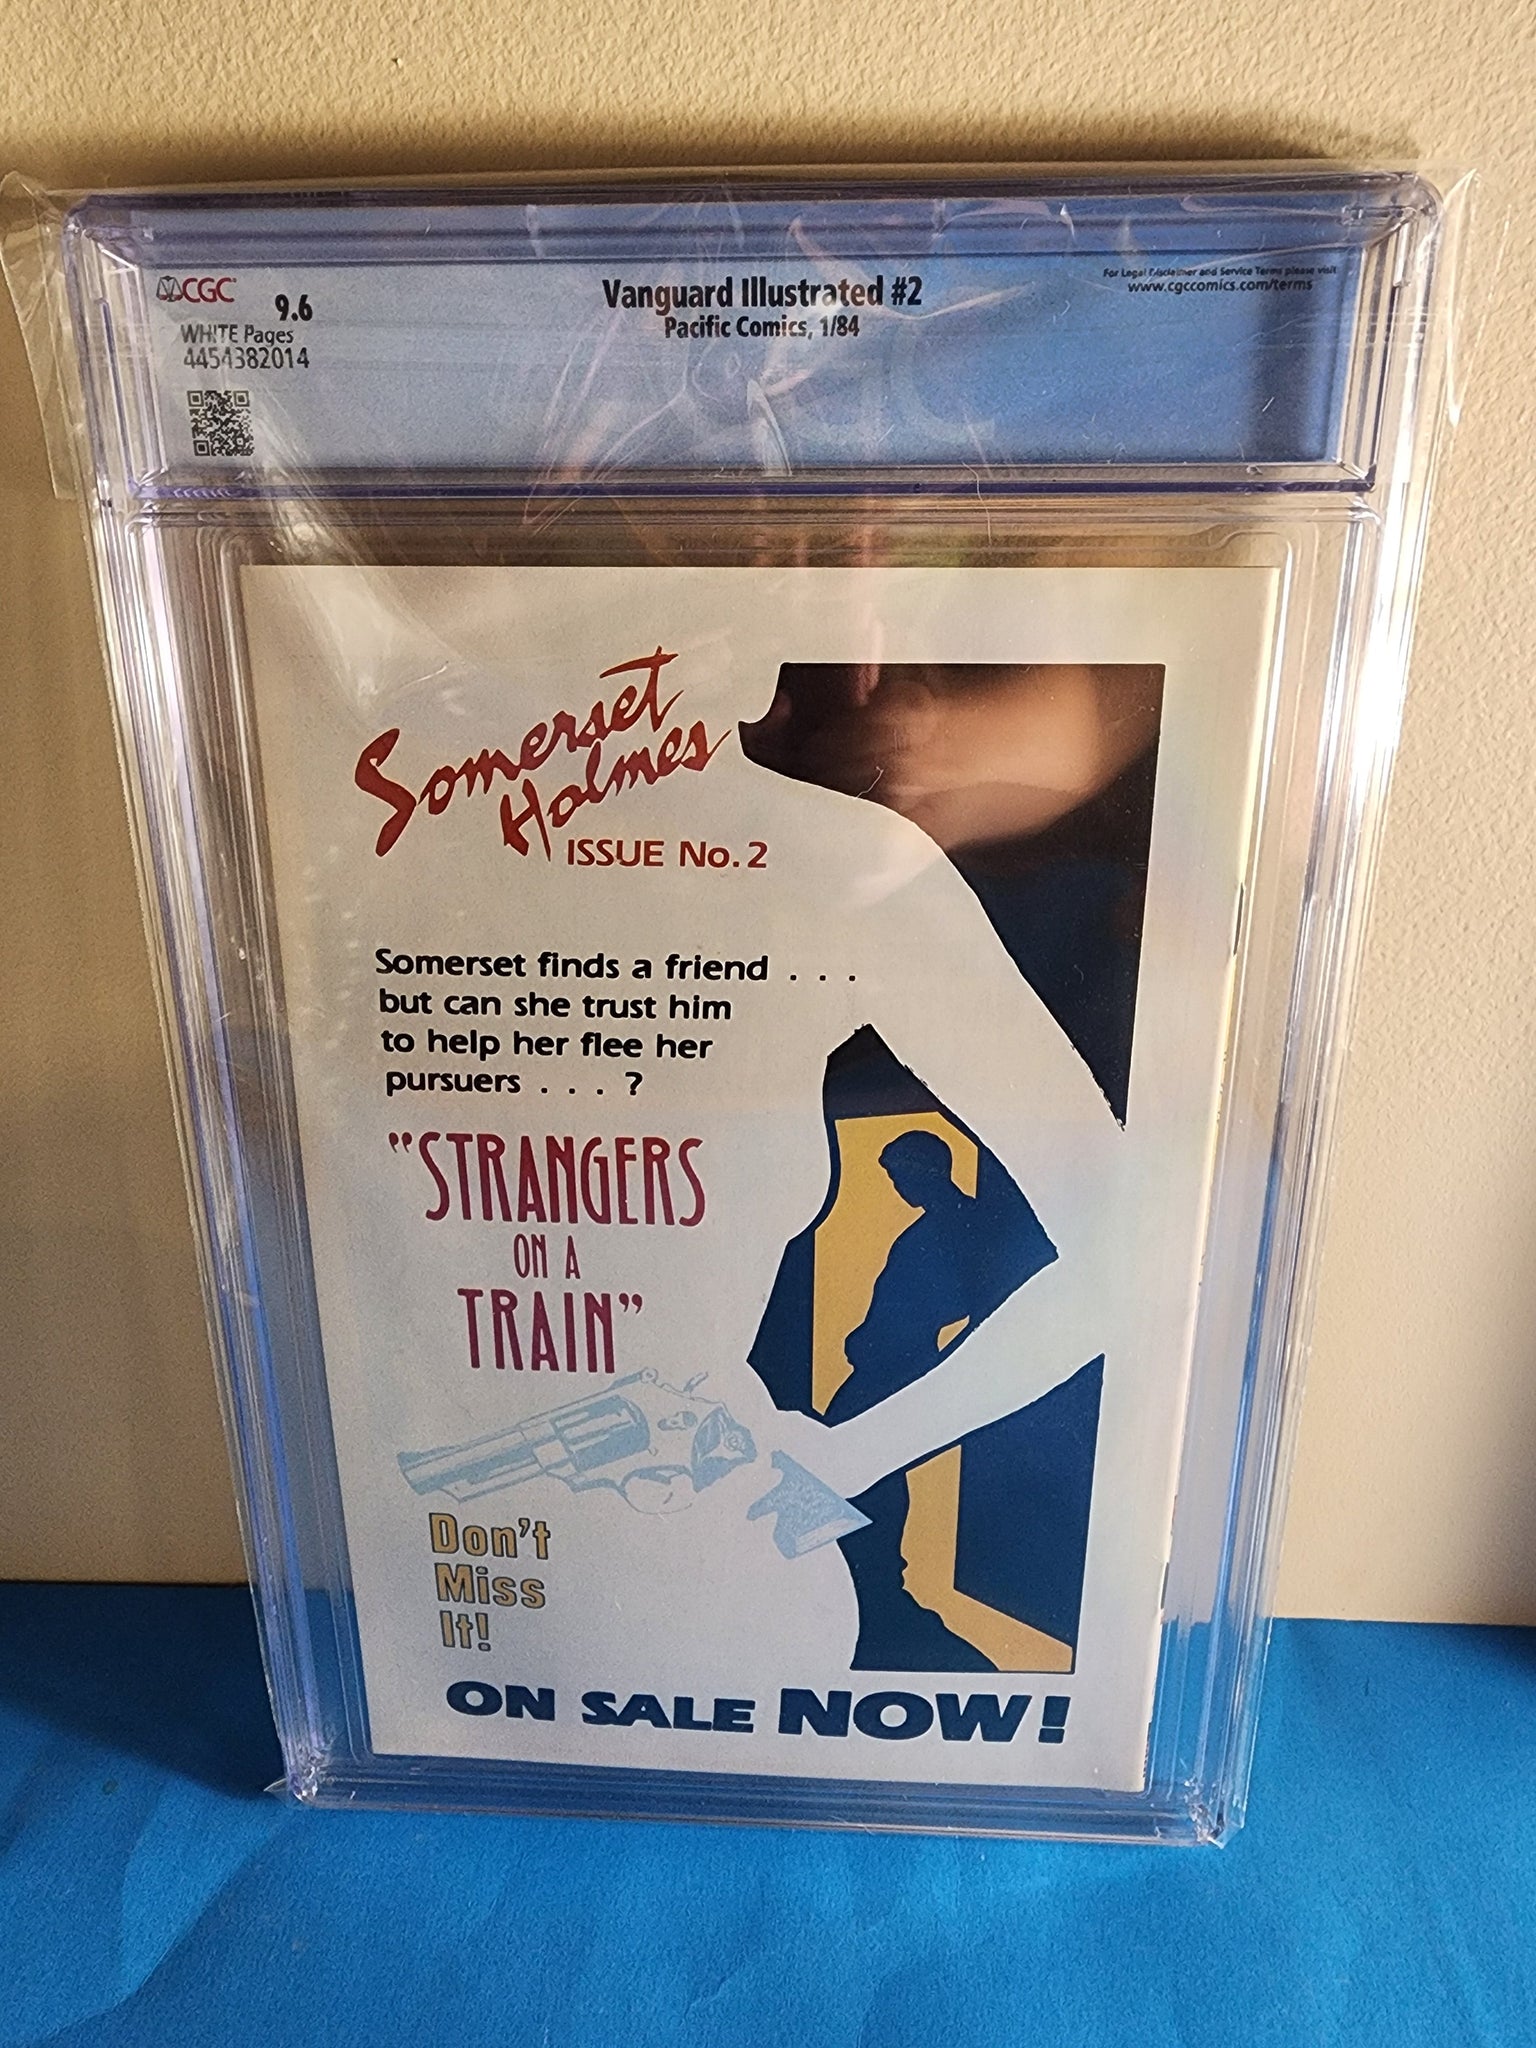 CGC
9.6
WHITE Pages
4454382014
Vanguard Illustrated #2
Pacific Comics, 1/84
For Legal Disclaimer and Service Terms please visit
www.cgccomics.com/terms
Somerset
Holmes
ISSUE No. 2
Somerset finds a friend . . .
but can she trust him
to help her flee her
pursuers . . . ?
"STRANGERS
ON A
TRAIN"
Don't
Miss
It!
ON SALE NOW!